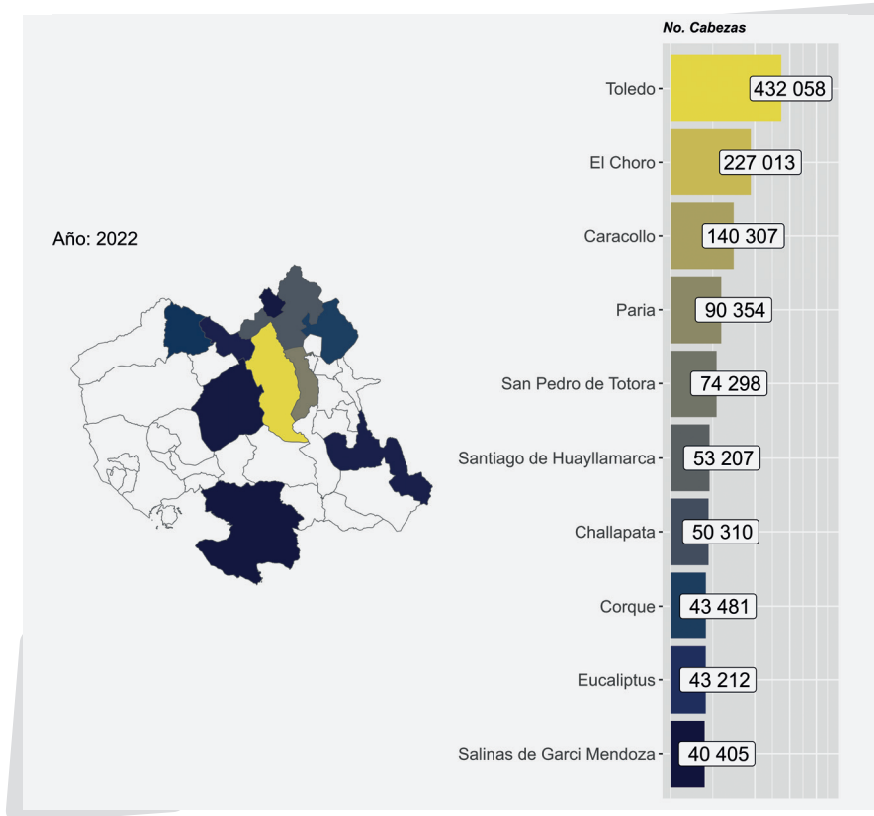 No. Cabezas
Toledo
432 058
El Choro
227 013
Año: 2022
Caracollo
140 307
Paria
90 354
San Pedro de Totora
74 298
Santiago de Huayllamarca
53 207
Challapata
50 310
Corque
43 481
Eucaliptus
43 212
Salinas de Garci Mendoza
40 405